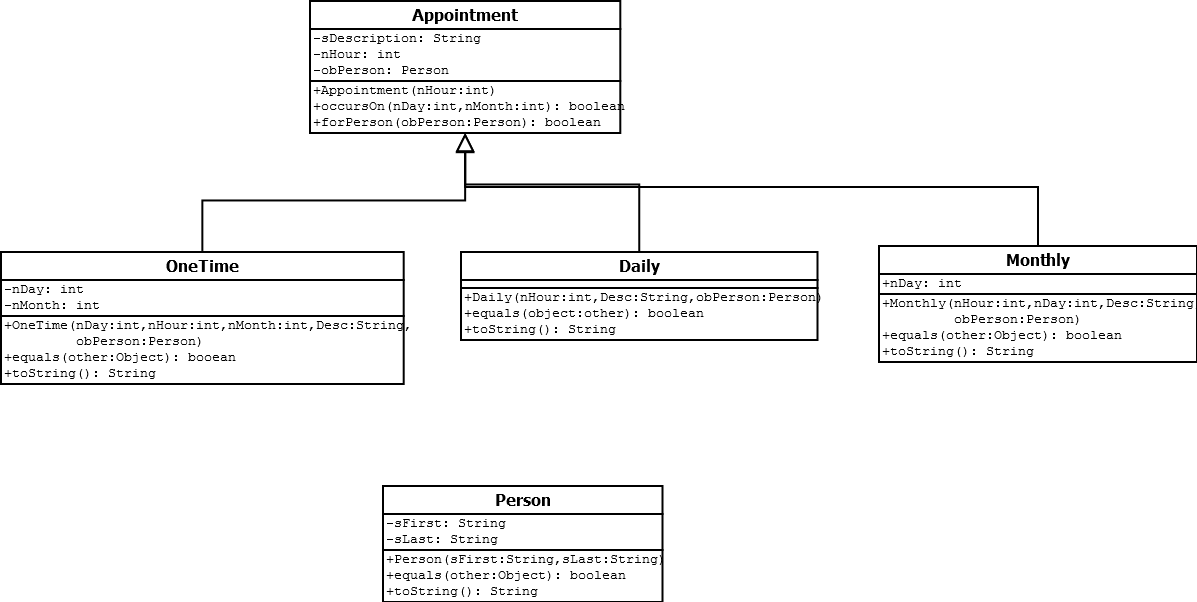 Appointment
-sDescription: String
-nHour: int
-obPerson: Person
+Appointment(nHour:int)
+occursOn(nDay:int,nMonth:int): boolean
+forPerson(obPerson:Person): boolean
OneTime
-nDay: int
-nMonth: int
+OneTime(nDay:int,nHour:int,nMonth:int,Desc:String,
obPerson:Person)
+equals(other:Object): booean
+toString(): String
Daily
+Daily(nHour:int,Desc:String,obPerson:Person)
+equals(object:other): boolean
+toString(): String
Monthly
+nDay: int
+Monthly(nHour:int,nDay:int,Desc:String
obPerson:Person)
+equals(other:Object): boolean
+toString(): String
Person
-sFirst: String
-sLast: String
+Person(sFirst:String,sLast:String)
+equals(other:Object): boolean
+toString(): String